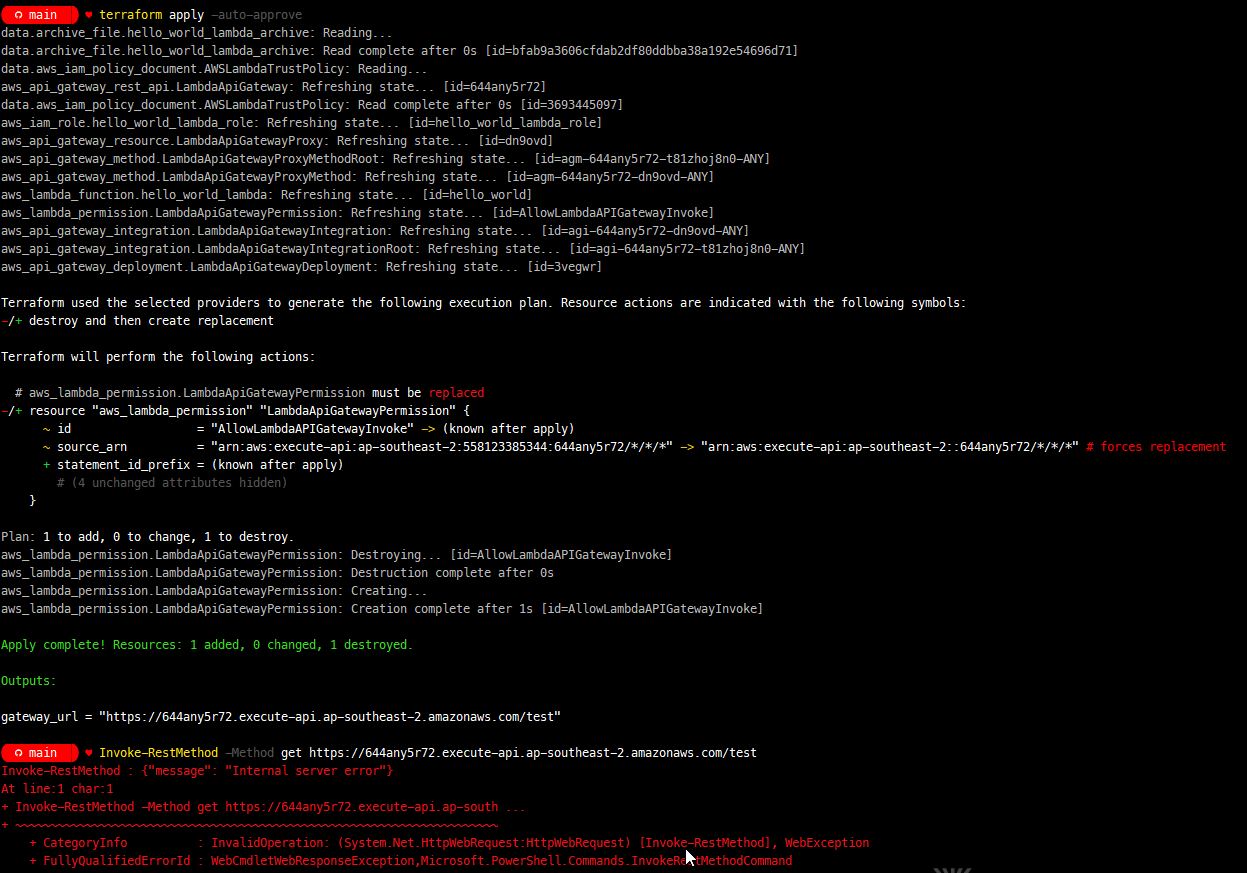 main ♥ terraform apply -auto-approve
data.archive_file.hello_world_lambda_archive: Reading...
data.archive_file.hello_world_lambda_archive: Read complete after 0s [id=bfab9a3606cfdab2df80ddbba38a192e54696d71]
data.aws_iam_policy_document.AWSLambdaTrustPolicy: Reading...
aws_api_gateway_rest_api.LambdaApiGateway: Refreshing state... [id=644any5r72]
data.aws_iam_policy_document.AWSLambdaTrustPolicy: Read complete after 0s [id=3693445097]
aws_iam_role.hello_world_lambda_role: Refreshing state... [id=hello_world_lambda_role]
aws_api_gateway_resource.LambdaApiGatewayProxy: Refreshing state... [id=dn9ovd]
aws_api_gateway_method.LambdaApiGatewayProxyMethodRoot: Refreshing state... [id=agm-644any5r72-t81zhoj8n0-ANY]
aws_api_gateway_method.LambdaApiGatewayProxyMethod: Refreshing state... [id=agm-644any5r72-dn9ovd-ANY]
aws_lambda_function.hello_world_lambda: Refreshing state... [id=hello_world]
aws_lambda_permission.LambdaApiGatewayPermission: Refreshing state... [id=AllowLambdaAPIGatewayInvoke]
aws_api_gateway_integration.LambdaApiGatewayIntegration: Refreshing state... [id=agi-644any5r72-dn9ovd-ANY]
aws_api_gateway_integration.LambdaApiGatewayIntegrationRoot: Refreshing state... [id=agi-644any5r72-t81zhoj8n0-ANY]
aws_api_gateway_deployment.LambdaApiGatewayDeployment: Refreshing state... [id=3vegwr]
Terraform used the selected providers to generate the following execution plan. Resource actions are indicated with the following symbols:
-/+ destroy and then create replacement
Terraform will perform the following actions:
# aws_lambda_permission.LambdaApiGatewayPermission must be replaced
-/+ resource "aws_lambda_permission" "LambdaApiGatewayPermission" {
~ id = "AllowLambdaAPIGatewayInvoke" -> (known after apply)
~ source_arn = "arn:aws:execute-api:ap-southeast-2:558123385344:644any5r72/*/*/*" -> "arn:aws:execute-api:ap-southeast-2::644any5r72/*/*/*" # forces replacement
+ statement_id_prefix = (known after apply)
# (4 unchanged attributes hidden)
}
Plan: 1 to add, 0 to change, 1 to destroy.
aws_lambda_permission.LambdaApiGatewayPermission: Destroying... [id=AllowLambdaAPIGatewayInvoke]
aws_lambda_permission.LambdaApiGatewayPermission: Destruction complete after 0s
aws_lambda_permission.LambdaApiGatewayPermission: Creating...
aws_lambda_permission.LambdaApiGatewayPermission: Creation complete after 1s [id=AllowLambdaAPIGatewayInvoke]
Apply complete! Resources: 1 added, 0 changed, 1 destroyed.
Outputs:
gateway_url = "https://644any5r72.execute-api.ap-southeast-2.amazonaws.com/test"
main ♥ Invoke-RestMethod -Method get https://644any5r72.execute-api.ap-southeast-2.amazonaws.com/test
Invoke-RestMethod : {"message": "Internal server error"}
At line:1 char:1
+ Invoke-RestMethod -Method get https://644any5r72.execute-api.ap-south ...
+ ~~~~~~~~~~~~~~~~~~~~~~~~~~~~~~~~~~~~~~~~~~~~~~~~~~~~~~~~~~~~~~~~~~~~~
+ CategoryInfo : InvalidOperation: (System.Net.HttpWebRequest:HttpWebRequest) [Invoke-RestMethod], WebException
+ FullyQualifiedErrorId : WebCmdletWebResponseException,Microsoft.PowerShell.Commands.InvokeRestMethodCommand